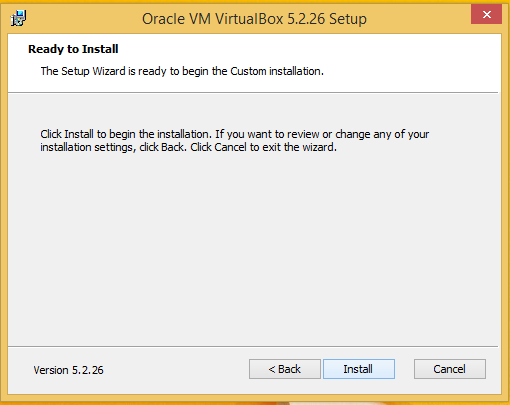 Oracle VM VirtualBox 5.2.26 Setup
Ready to Install
The Setup Wizard is ready to begin the Custom installation.
Click Install to begin the installation. If you want to review or change any of your
installation settings, click Back. Click Cancel to exit the wizard.
Version 5.2.26
< Back
Install
Cancel